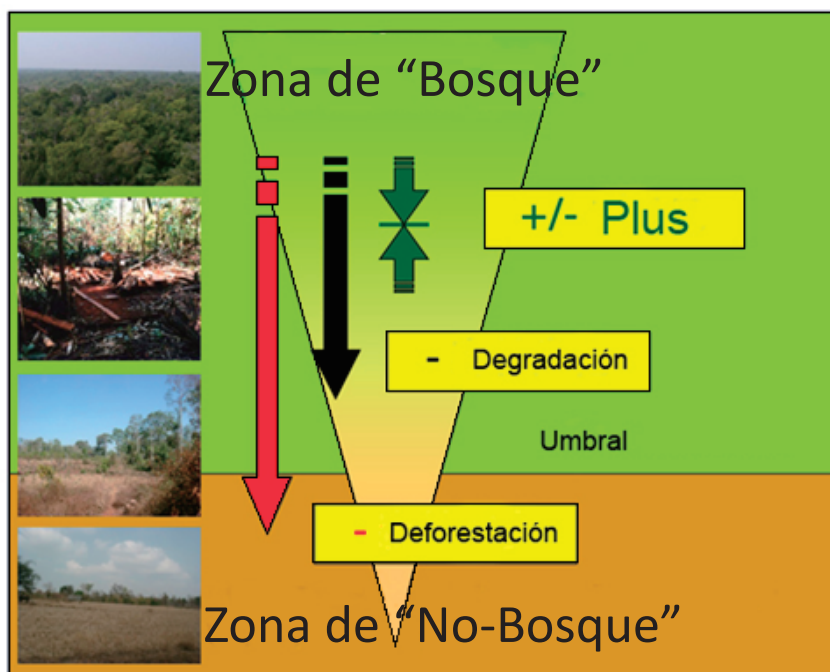 Zona de “Bosque”
+/- Plus
- Degradación
Umbral
- Deforestación
Zona de “No-Bosque”